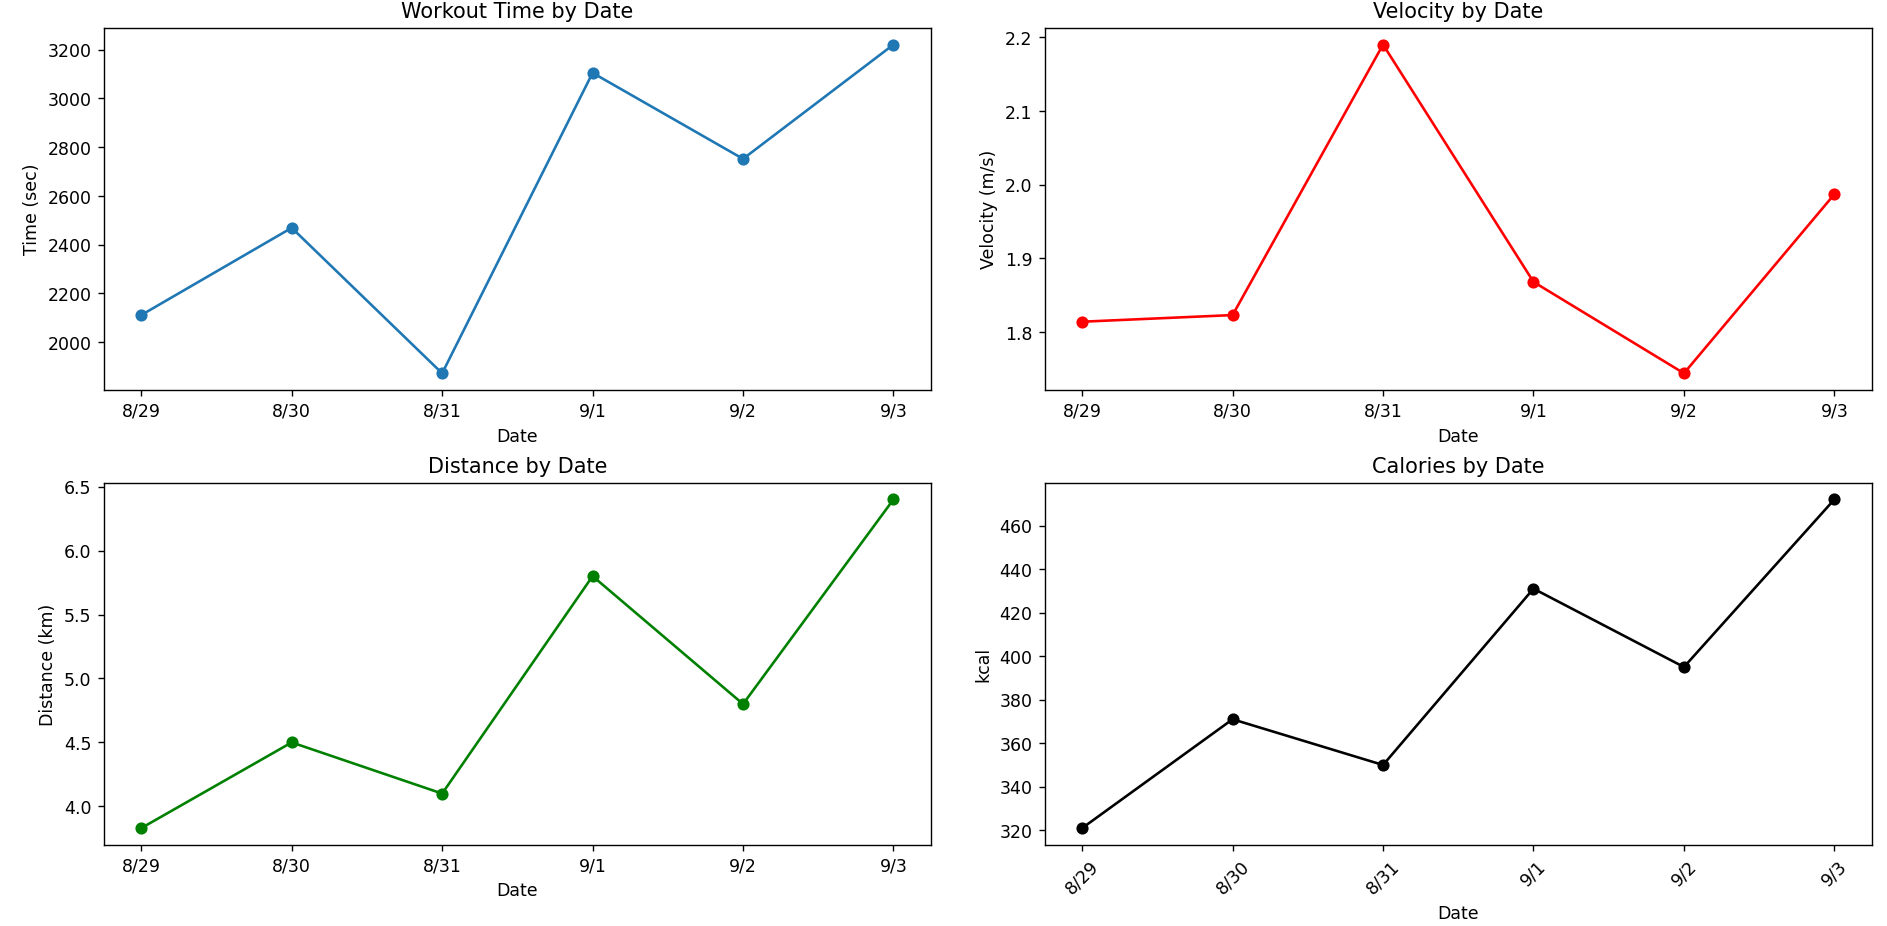 Workout Time by Date
Time (sec)
3200
3000
2800
2600
2400
2200
2000
8/29 8/30 8/31 9/1 9/2 9/3
Date
Velocity by Date
Velocity (m/s)
2.2
2.1
2.0
1.9
1.8
8/29 8/30 8/31 9/1 9/2 9/3
Date
Distance by Date
Distance (km)
6.5
6.0
5.5
5.0
4.5
4.0
8/29 8/30 8/31 9/1 9/2 9/3
Date
Calories by Date
kcal
460
440
420
400
380
360
340
320
8/29 8/30 8/31 9/1 9/2 9/3
Date